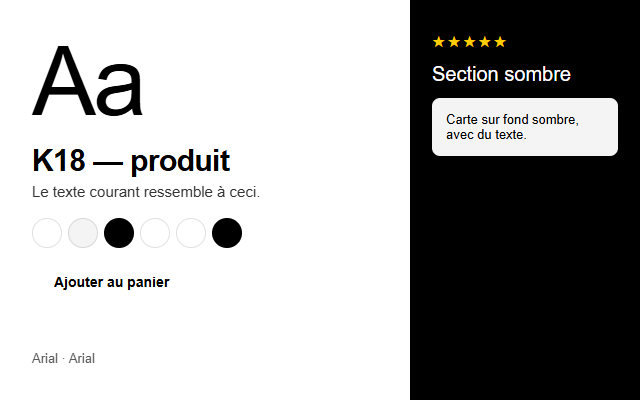 Aa
K18 — produit
Le texte courant ressemble à ceci.
Ajouter au panier
Arial · Arial
Section sombre
Carte sur fond sombre,
avec du texte.